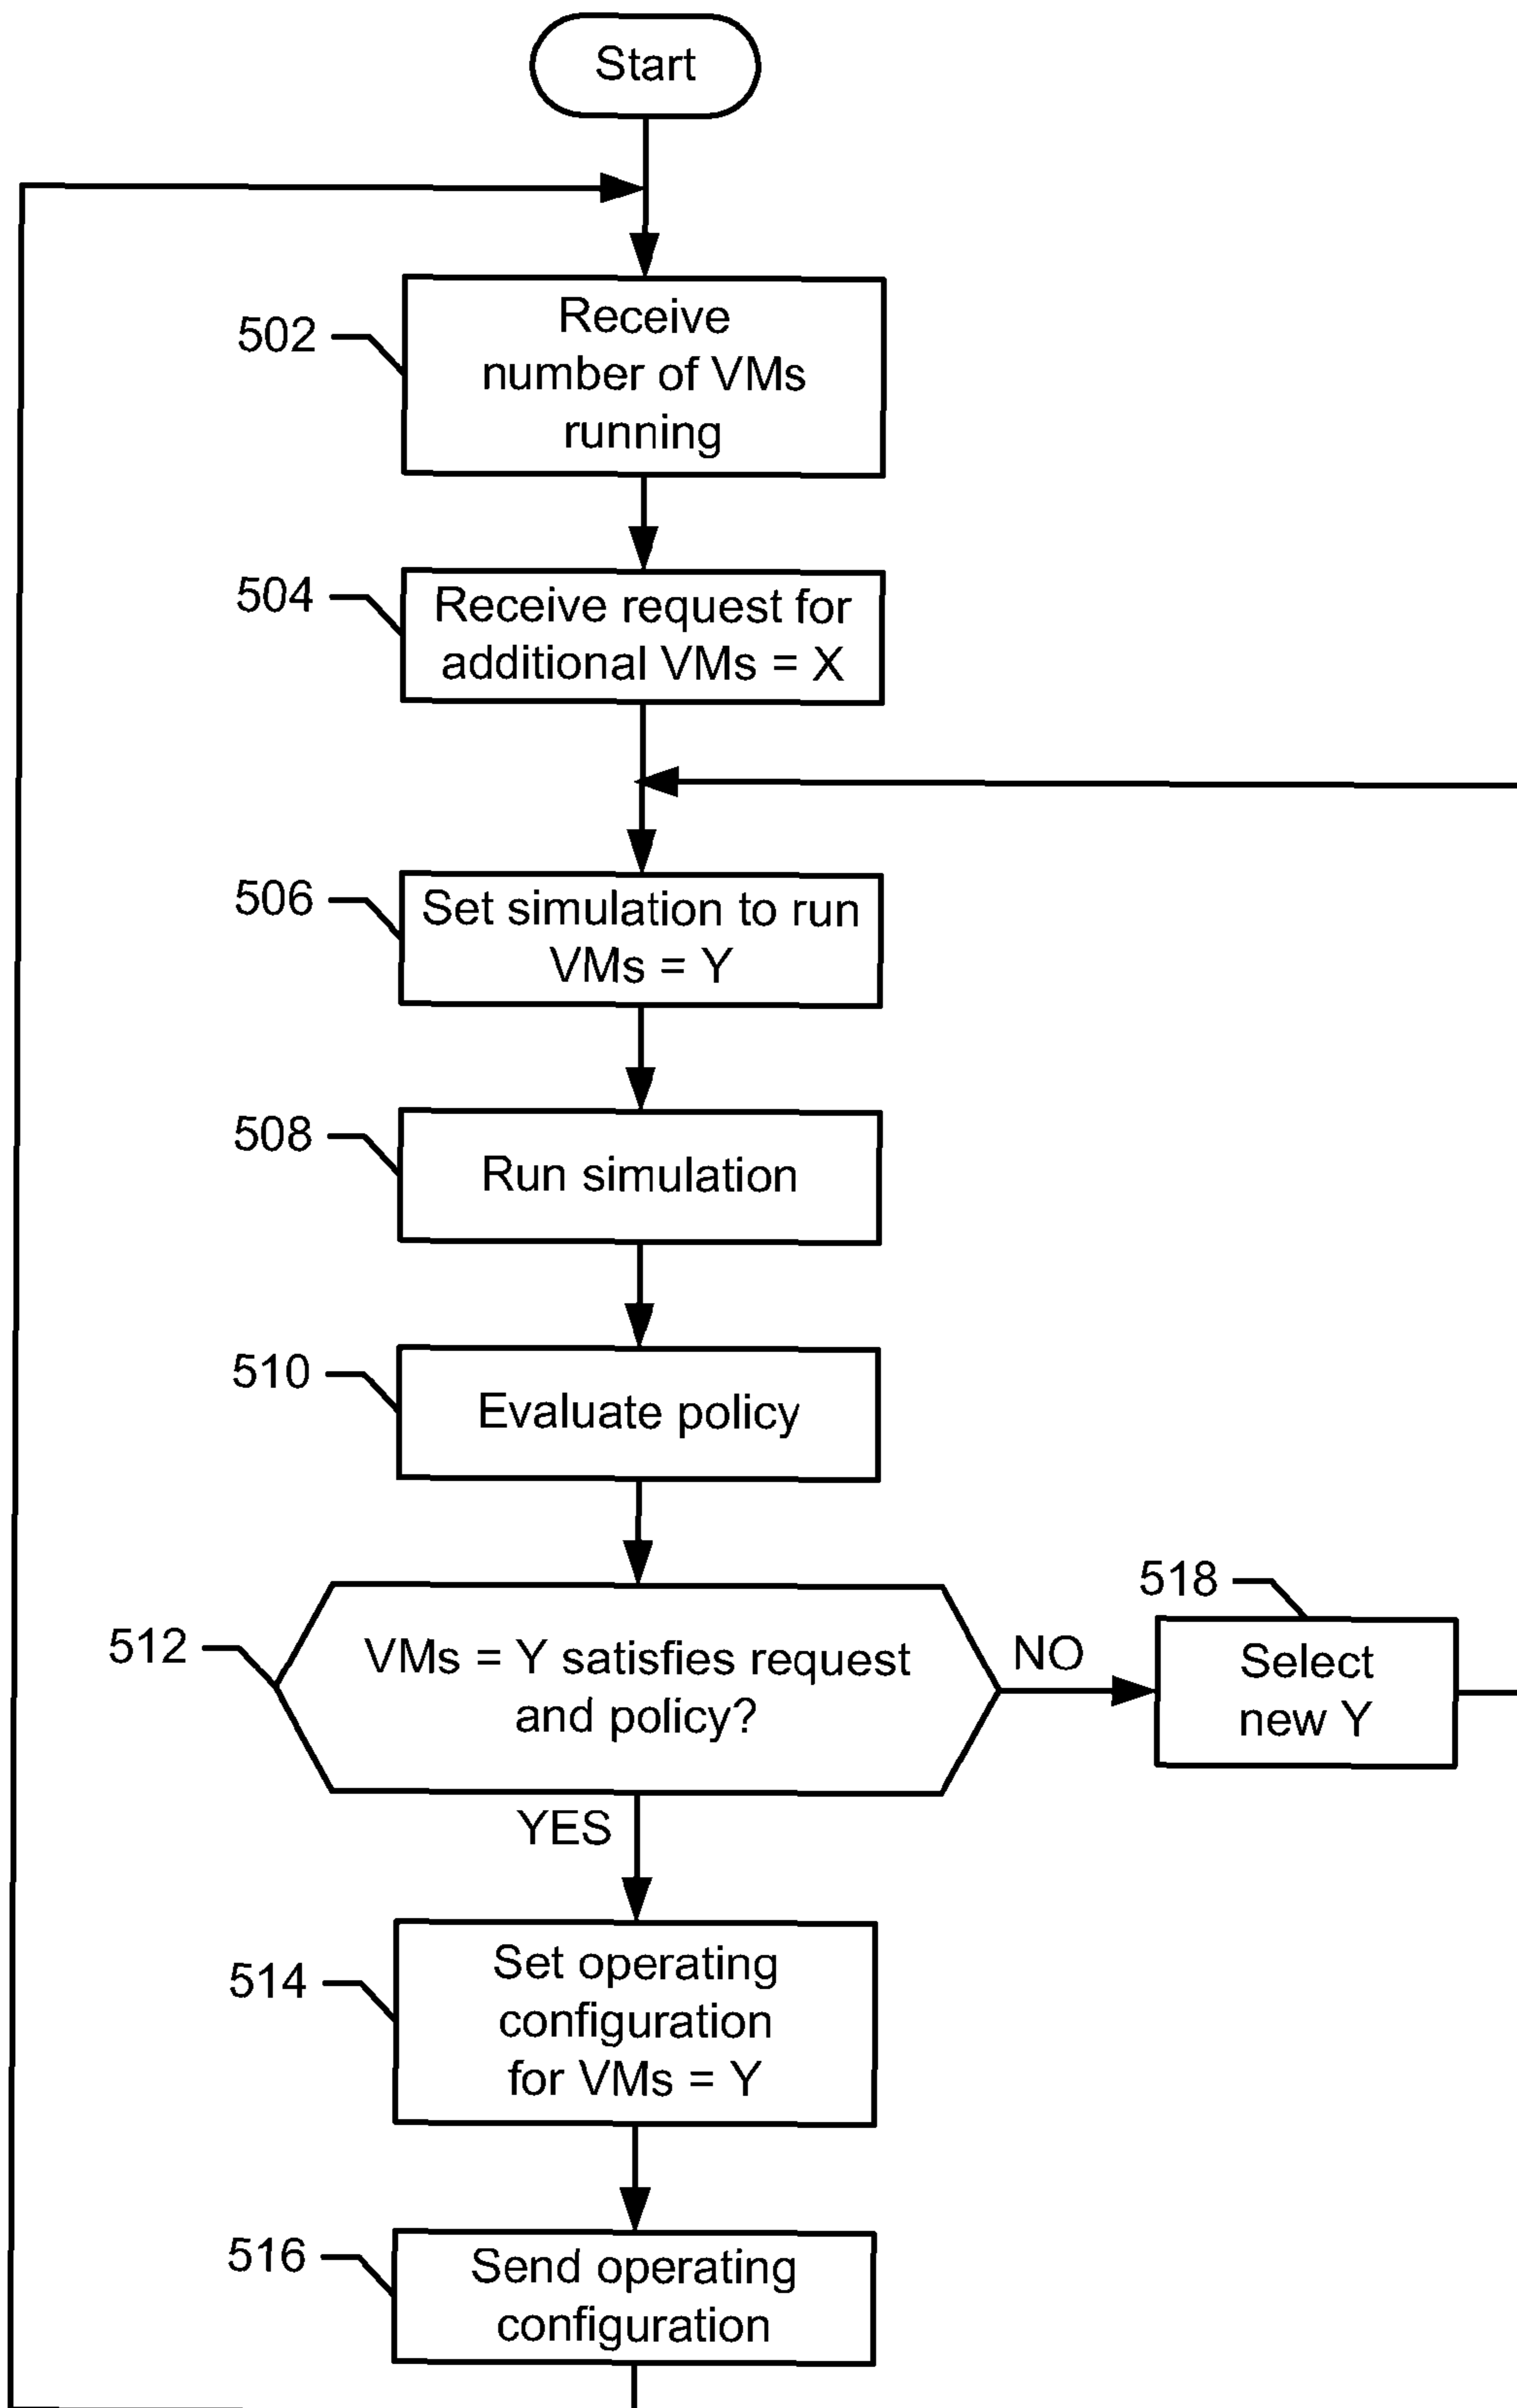 Start
502
Receive
number of VMs
running
504
Receive request for
additional VMs = X
506
Set simulation to run
VMs = Y
508
Run simulation
510
Evaluate policy
512
VMs = Y satisfies request
and policy?
NO
518
Select
new Y
YES
514
Set operating
configuration
for VMs = Y
516
Send operating
configuration